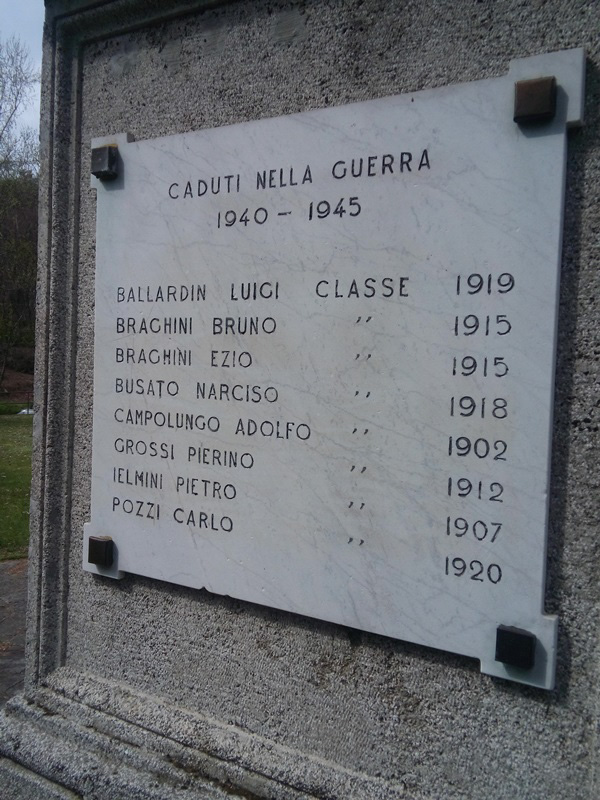 CADUTI NELLA GUERRA
1940 - 1945
BALLARDIN LUIGI CLASSE 1919
BRAGHINI BRUNO ,, 1915
BRAGHINI EZIO ,, 1915
BUSATO NARCISO ,, 1918
CAMPOLUNGO ADOLFO ,, 1902
GROSSI PIERINO ,, 1912
IELMINI PIETRO ,, 1907
POZZI CARLO ,, 1920